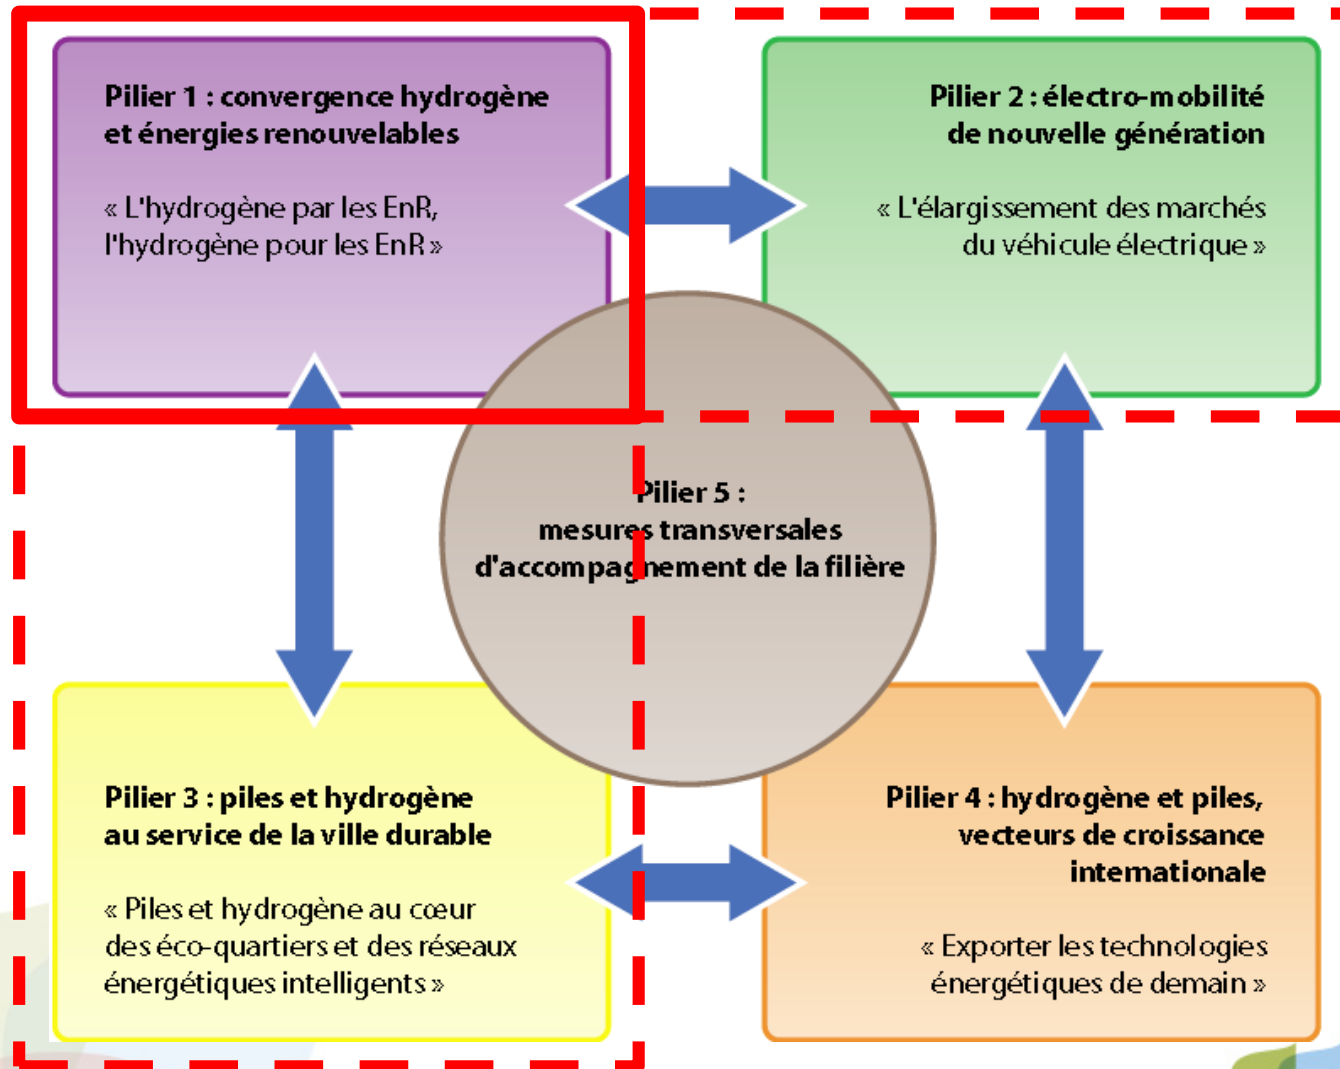 Pilier 1 : convergence hydrogène
et énergies renouvelables
« L'hydrogène par les EnR,
l'hydrogène pour les EnR »
Pilier 2 : électro-mobilité
de nouvelle génération
« L'élargissement des marchés
du véhicule électrique »
Pilier 5 :
mesures transversales
d'accompagnement de la filière
Pilier 3 : piles et hydrogène
au service de la ville durable
« Piles et hydrogène au cœur
des éco-quartiers et des réseaux
énergétiques intelligents »
Pilier 4 : hydrogène et piles,
vecteurs de croissance
internationale
« Exporter les technologies
énergétiques de demain »